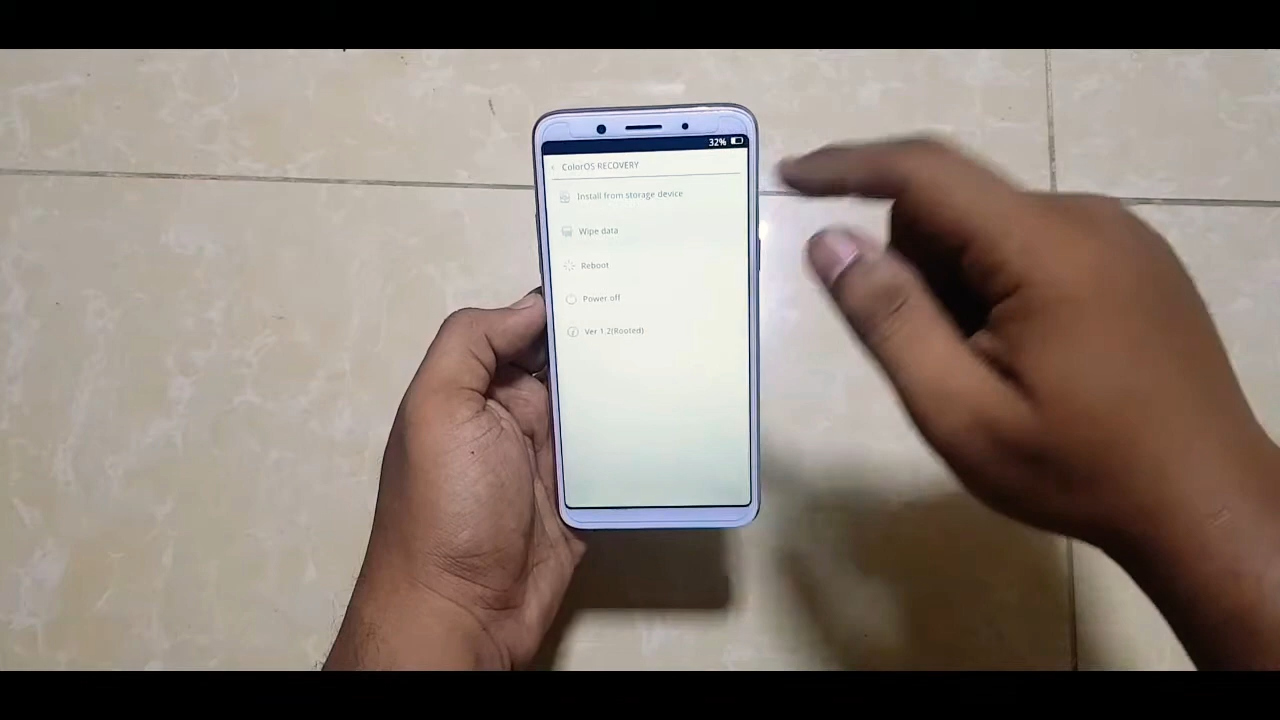 32%
ColorOS RECOVERY
Install from storage device
Wipe data
Reboot
Power off
Ver 1.2(Rooted)